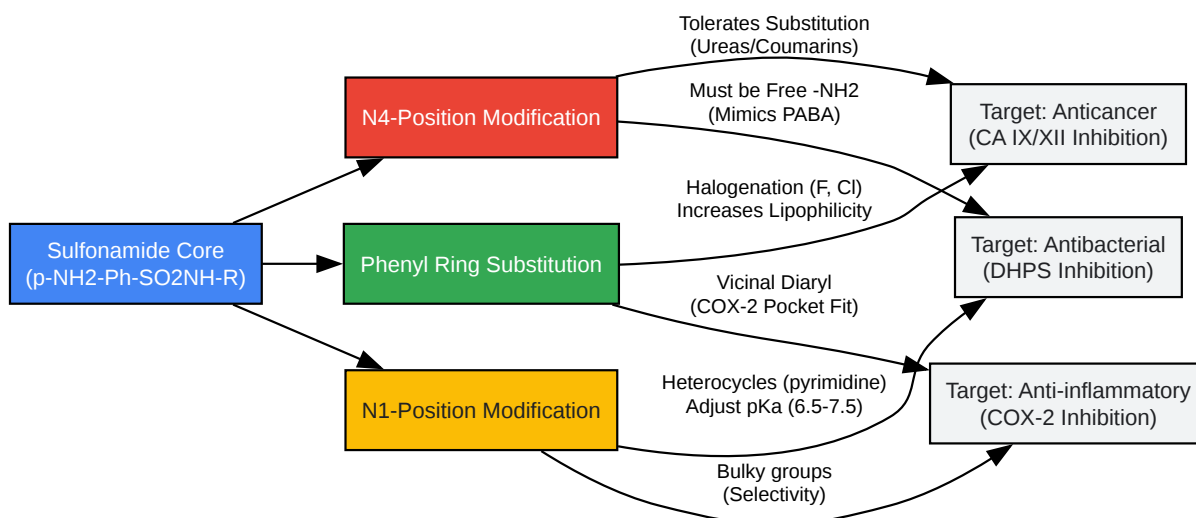 Tolerates Substitution
(Ureas/Coumarins)
N4-Position Modification
Must be Free -NH2
(Mimics PABA)
Target: Anticancer
(CA IX/XII Inhibition)
Sulfonamide Core
(p-NH2-Ph-SO2NH-R)
Phenyl Ring Substitution
Halogenation (F, Cl)
Increases Lipophilicity
Target: Antibacterial
(DHPS Inhibition)
Vicinal Diaryl
(COX-2 Pocket Fit)
N1-Position Modification
Heterocycles (pyrimidine)
Adjust pKa (6.5-7.5)
Target: Anti-inflammatory
(COX-2 Inhibition)
Bulky groups
(Selectivity)